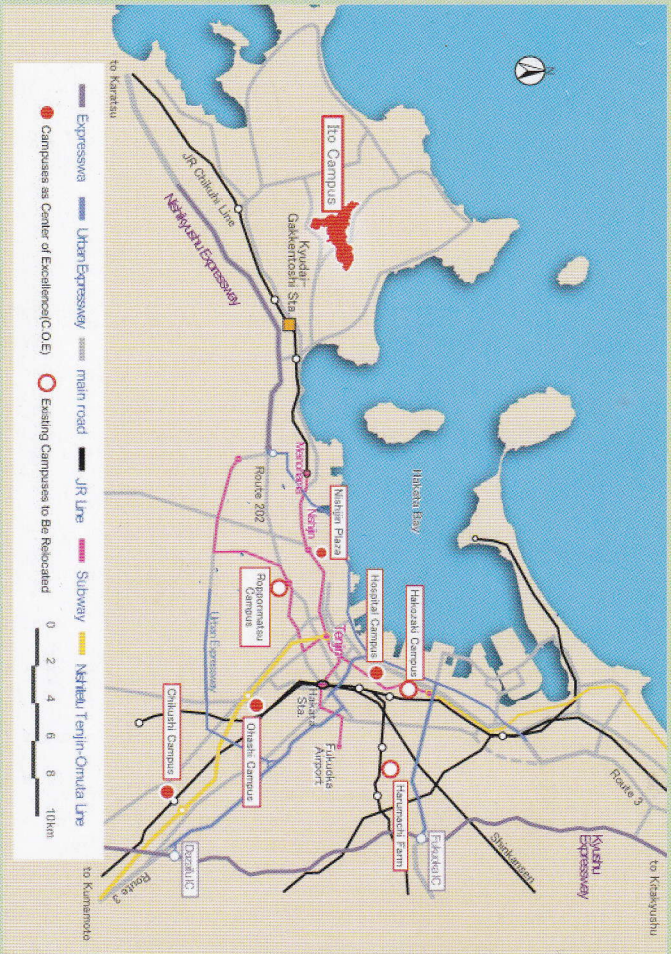 to Kitakyushu
Route 3
Kyushu
Expressway
N
Shinkansen
Fukuoka IC
Hakata Bay
Hakozaki Campus
Harumachi Farm
Hospital Campus
Nishijin Plaza
Tenjin
Ito Campus
Fukuoka
Airport
Hakata
Sta.
Nishijin
Meinohama
Kyudai-
Gakkentoshi Sta.
Route 202
Ropponmatsu
Campus
Ohashi Campus
Urban Expressway
JR Chikuhi Line
Nishikyushu Expressway
Dazaifu IC
Chikushi Campus
Route 3
to Karatsu
to Kumamoto
Expresswa Urban Expressway main road JR Line Subway Nishitetu Tenjin-Omuta Line
Campuses as Center of Excellence(C.O.E) Existing Campuses to Be Relocated 0 2 4 6 8 10km